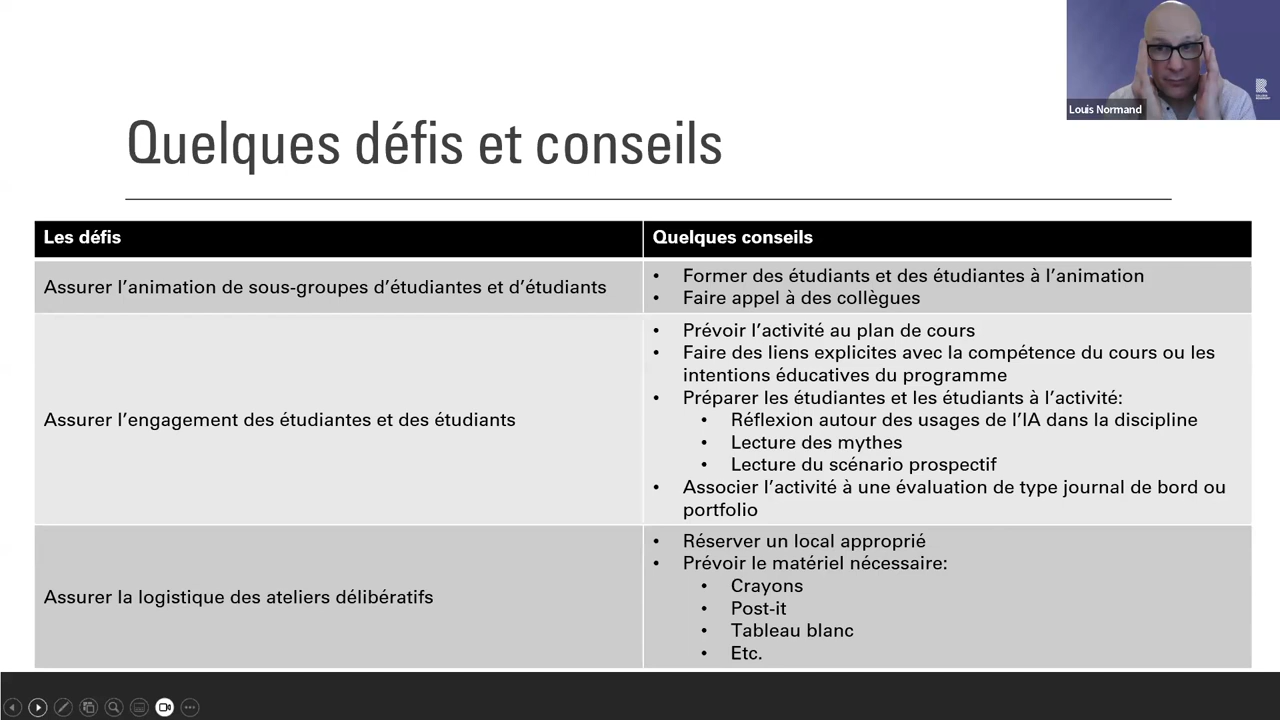 Louis Normand
Quelques défis et conseils
Les défis
Quelques conseils
Assurer l’animation de sous-groupes d’étudiantes et d’étudiants
• Former des étudiants et des étudiantes à l’animation
• Faire appel à des collègues
Assurer l’engagement des étudiantes et des étudiants
• Prévoir l’activité au plan de cours
• Faire des liens explicites avec la compétence du cours ou les
intentions éducatives du programme
• Préparer les étudiantes et les étudiants à l’activité:
• Réflexion autour des usages de l’IA dans la discipline
• Lecture des mythes
• Lecture du scénario prospectif
• Associer l’activité à une évaluation de type journal de bord ou
portfolio
Assurer la logistique des ateliers délibératifs
• Réserver un local approprié
• Prévoir le matériel nécessaire:
• Crayons
• Post-it
• Tableau blanc
• Etc.